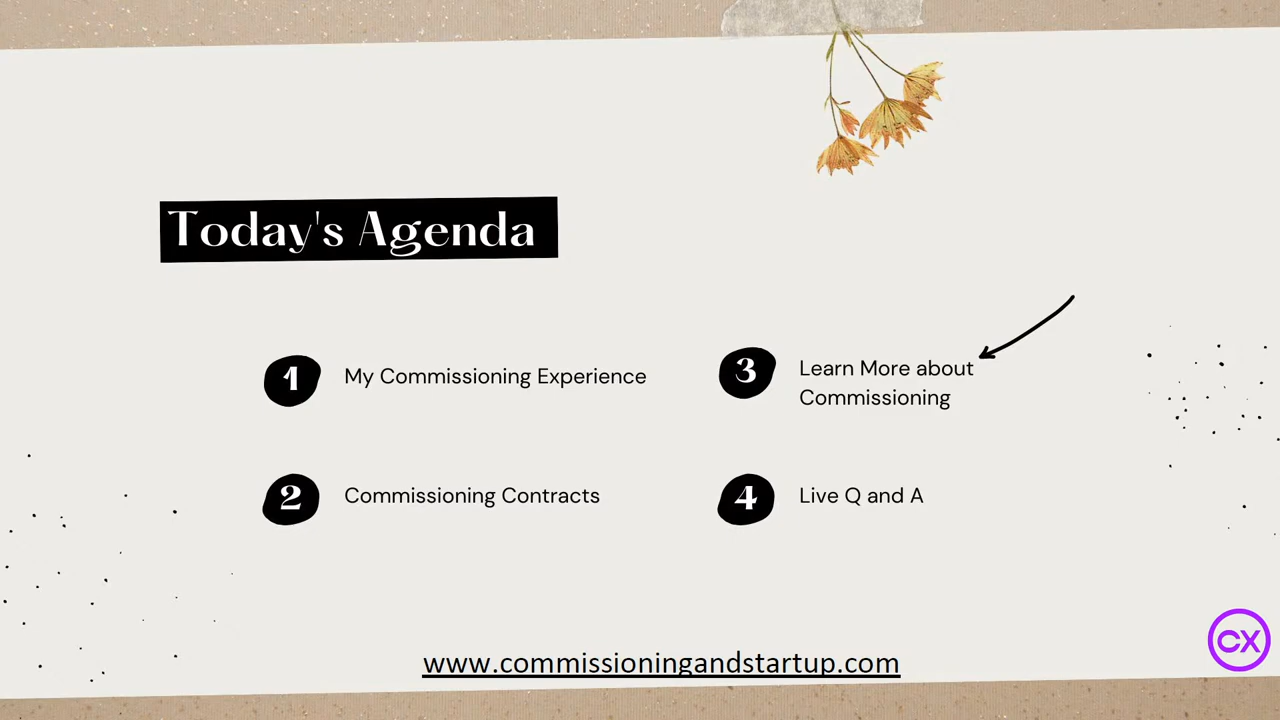 Today's Agenda
1
My Commissioning Experience
2
Commissioning Contracts
3
Learn More about
Commissioning
4
Live Q and A
www.commissioningandstartup.com
CX